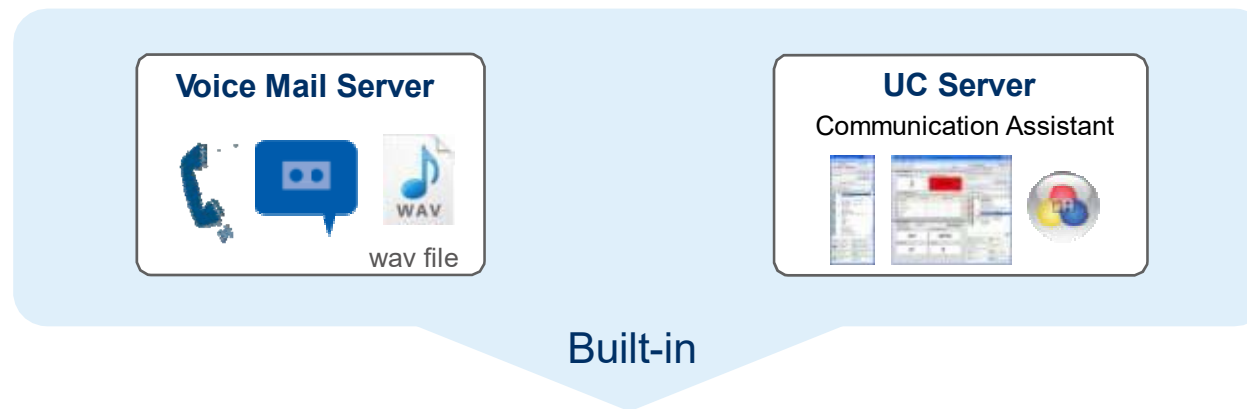 Voice Mail Server
WAV
wav file
UC Server
Communication Assistant
Built-in